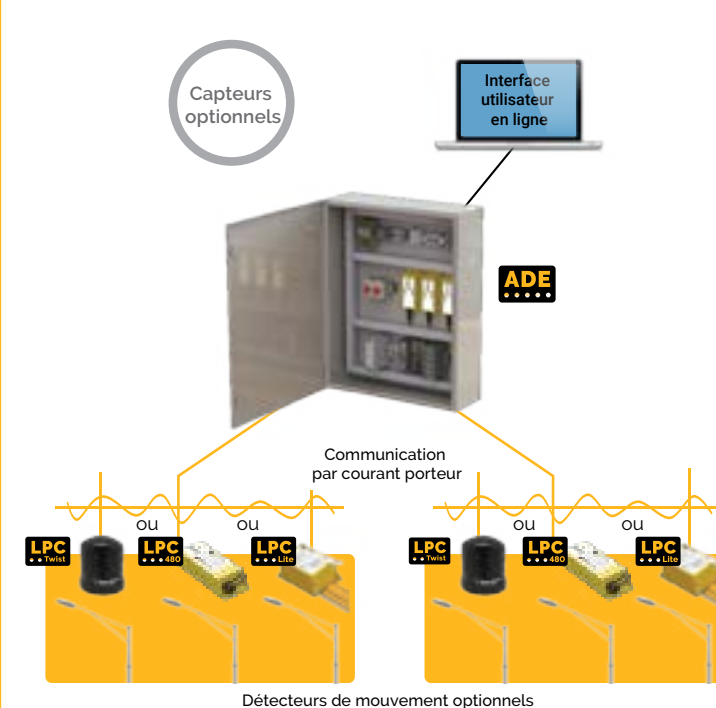 Capteurs
optionnels
Interface
utilisateur
en ligne
ADE
Communication
par courant porteur
ou
ou
ou
ou
LPC
Twist
LPC
480
LPC
Lite
LPC
Twist
LPC
480
LPC
Lite
Détecteurs de mouvement optionnels